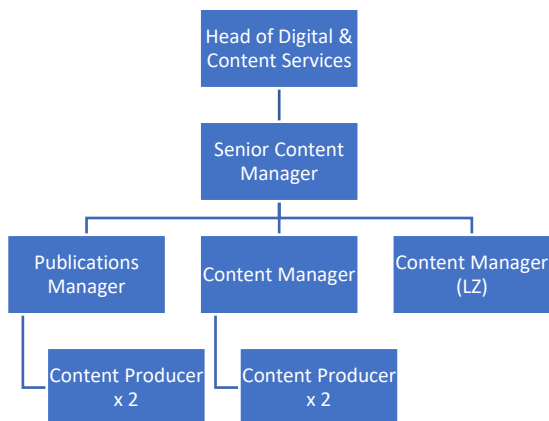 Head of Digital &
Content Services
Senior Content
Manager
Publications
Manager
Content Manager
Content Manager
(LZ)
Content Producer
x 2
Content Producer
x 2